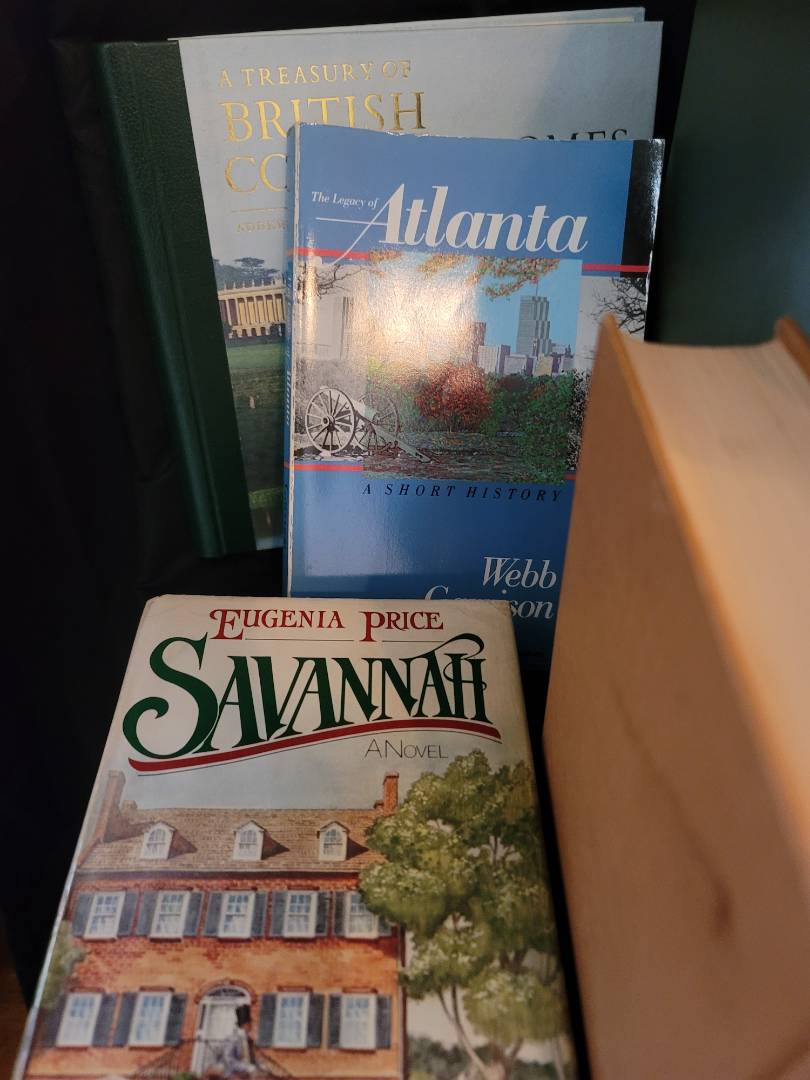 A TREASURY OF
BRITISH
The Legacy of
Atlanta
A SHORT HISTORY
Webb
EUGENIA PRICE
SAVANNAH
A NOVEL